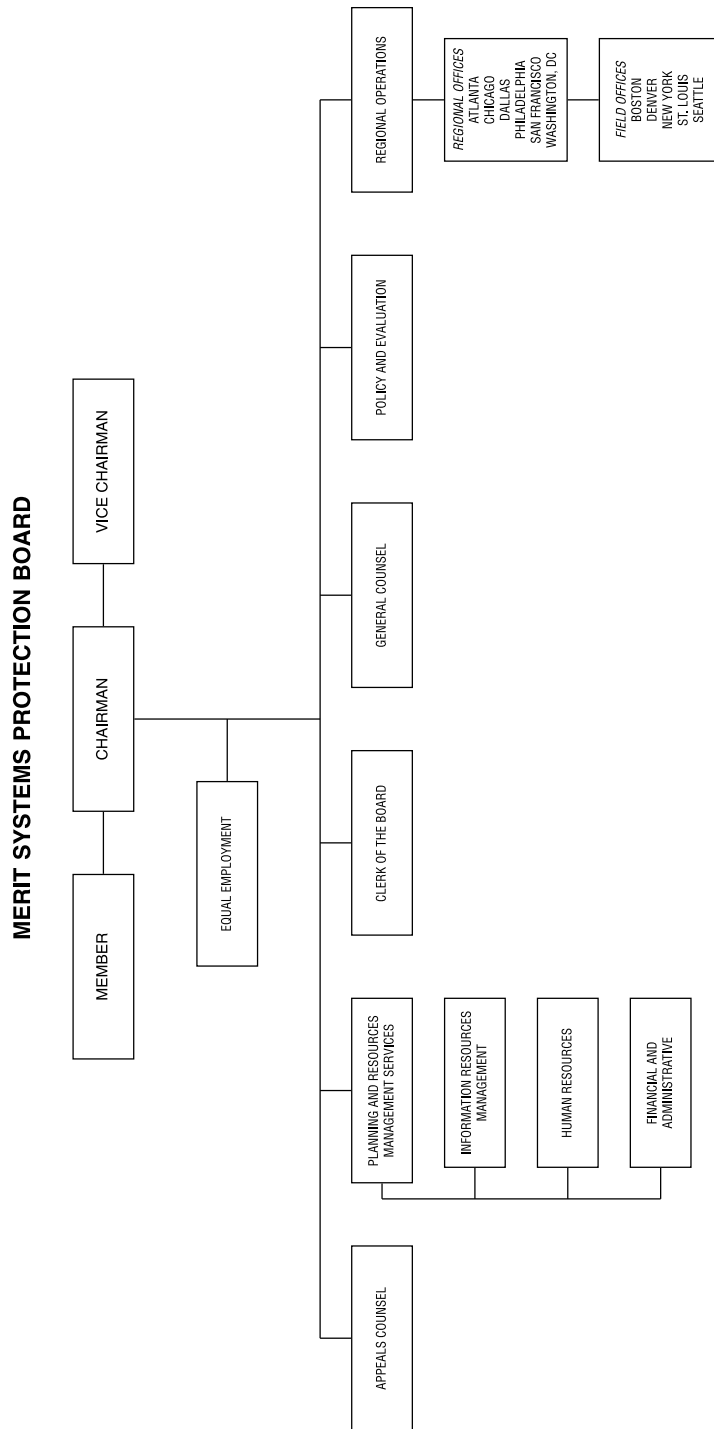 MERIT SYSTEMS PROTECTION BOARD
MEMBER
CHAIRMAN
VICE CHAIRMAN
EQUAL EMPLOYMENT
APPEALS COUNSEL
PLANNING AND RESOURCES
MANAGEMENT SERVICES
CLERK OF THE BOARD
GENERAL COUNSEL
POLICY AND EVALUATION
REGIONAL OPERATIONS
INFORMATION RESOURCES
MANAGEMENT
HUMAN RESOURCES
FINANCIAL AND
ADMINISTRATIVE
REGIONAL OFFICES
ATLANTA
CHICAGO
DALLAS
PHILADELPHIA
SAN FRANCISCO
WASHINGTON, DC
FIELD OFFICES
BOSTON
DENVER
NEW YORK
ST. LOUIS
SEATTLE